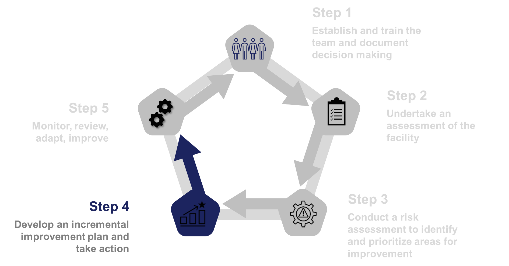 Step 1
Establish and train the
team and document
decision making
Step 2
Undertake an
assessment of the
facility
Step 3
Conduct a risk
assessment to identify
and prioritize areas for
improvement
Step 4
Develop an incremental
improvement plan and
take action
Step 5
Monitor, review,
adapt, improve